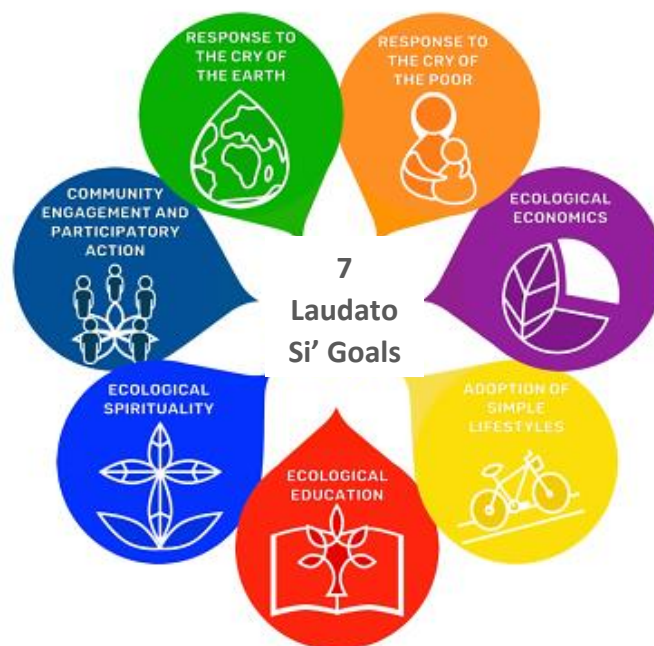 RESPONSE TO
THE CRY OF
THE EARTH
RESPONSE TO
THE CRY OF
THE POOR
ECOLOGICAL
ECONOMICS
ADOPTION OF
SIMPLE
LIFESTYLES
ECOLOGICAL
EDUCATION
ECOLOGICAL
SPIRITUALITY
COMMUNITY
ENGAGEMENT AND
PARTICIPATORY
ACTION
7
Laudato
Si’ Goals